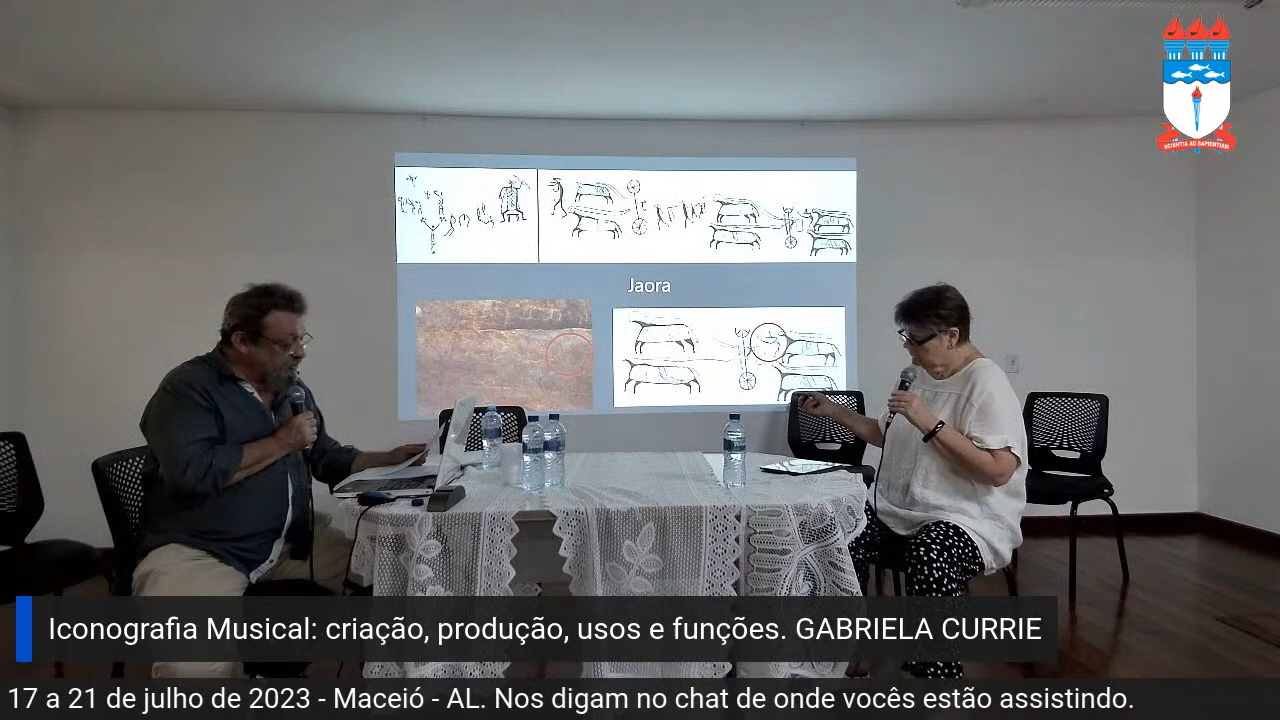 SCIENTIA AD SAPIENTIAM
Jaora
Iconografia Musical: criação, produção, usos e funções. GABRIELA CURRIE
17 a 21 de julho de 2023 - Maceió - AL. Nos digam no chat de onde vocês estão assistindo.